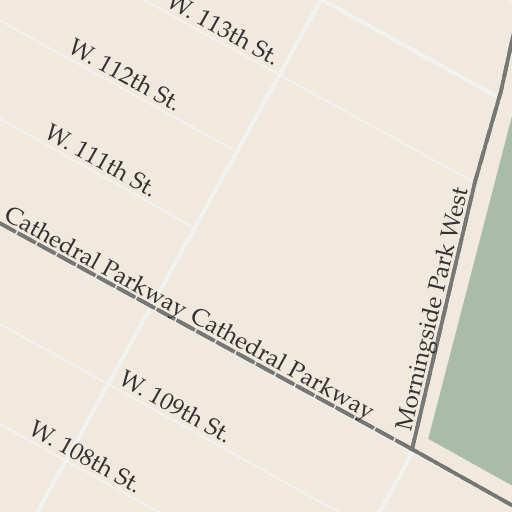 W. 113th St.
W. 112th St.
W. 111th St.
Cathedral Parkway Cathedral Parkway
Morningside Park West
W. 109th St.
W. 108th St.